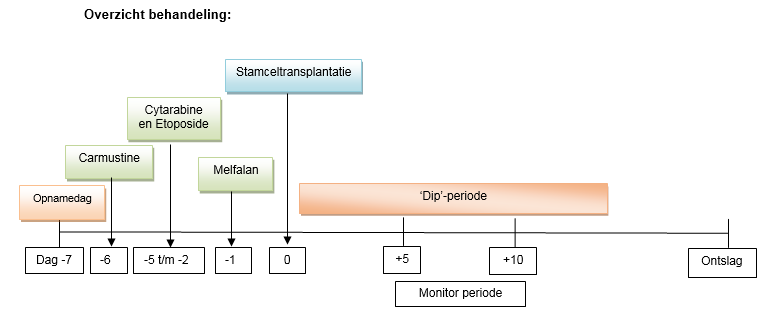 Overzicht behandeling:
Stamceltransplantatie
Cytarabine
en Etoposide
Carmustine
Melfalan
Opnamedag
'Dip'-periode
Dag -7
-6
-5 t/m -2
-1
0
+5
+10
Ontslag
Monitor periode